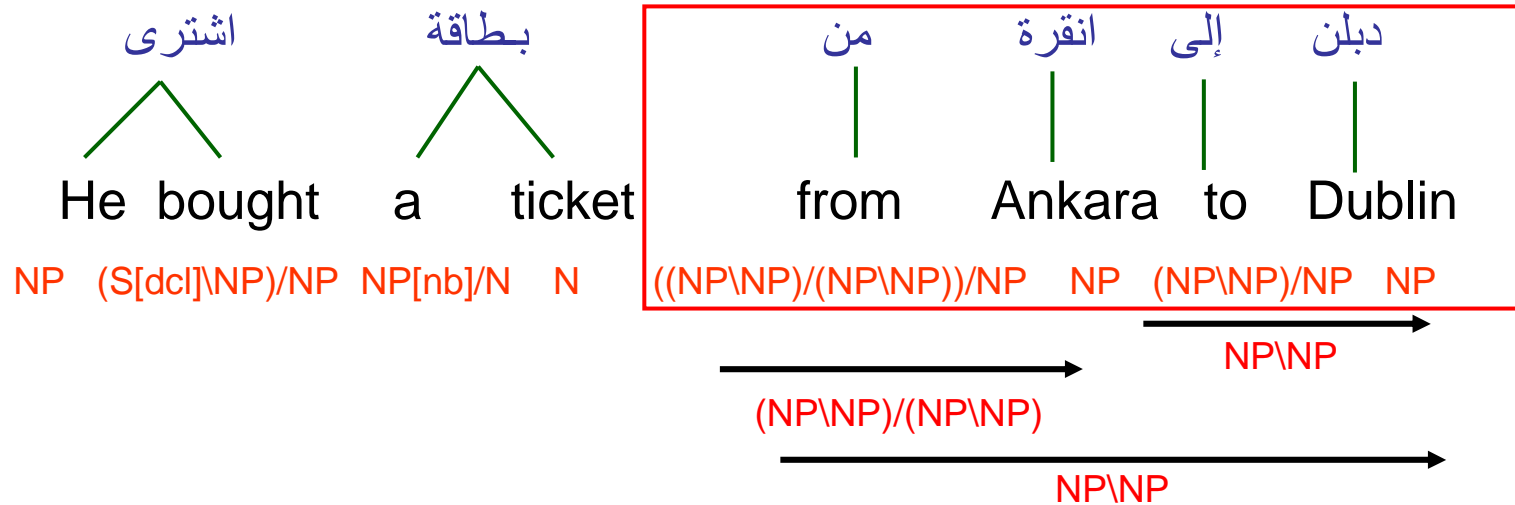 اشترى بـطاقة من انقرة إلى دبلن
He bought a ticket from Ankara to Dublin
NP (S[dcl]\NP)/NP NP[nb]/N N ((NP\NP)/(NP\NP))/NP NP (NP\NP)/NP NP
NP\NP
(NP\NP)/(NP\NP)
NP\NP